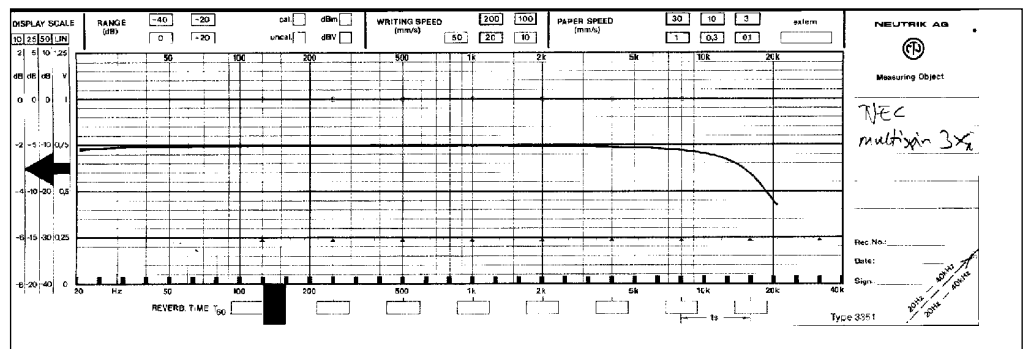 DISPLAY SCALE RANGE (dB) -40 -20 0 +20 cal. uncal. dBm dBV WRITING SPEED (mm/s) 200 100 50 20 10 PAPER SPEED (mm/s) 30 10 3 1 0,3 0,1 extern NEUTRIK AG
10 25 50 LIN
2 5 10 1,25 50 100 200 500 1k 2k 5k 10k 20k
dB dB dB V
Measuring Object
0 0 0 1
NEC
multispin 3xx
-2 -5 -10 0,75
-4 -10 -20 0,5
-6 -15 -30 0,25
Rec.No.:
Date:
-8 -20 -40 0
Sign.:
20 Hz 50 100 200 500 1k 2k 5k 10k 20k 40k
20Hz 40kHz
20Hz 40kHz
REVERB. TIME T60
ts
Type 3351